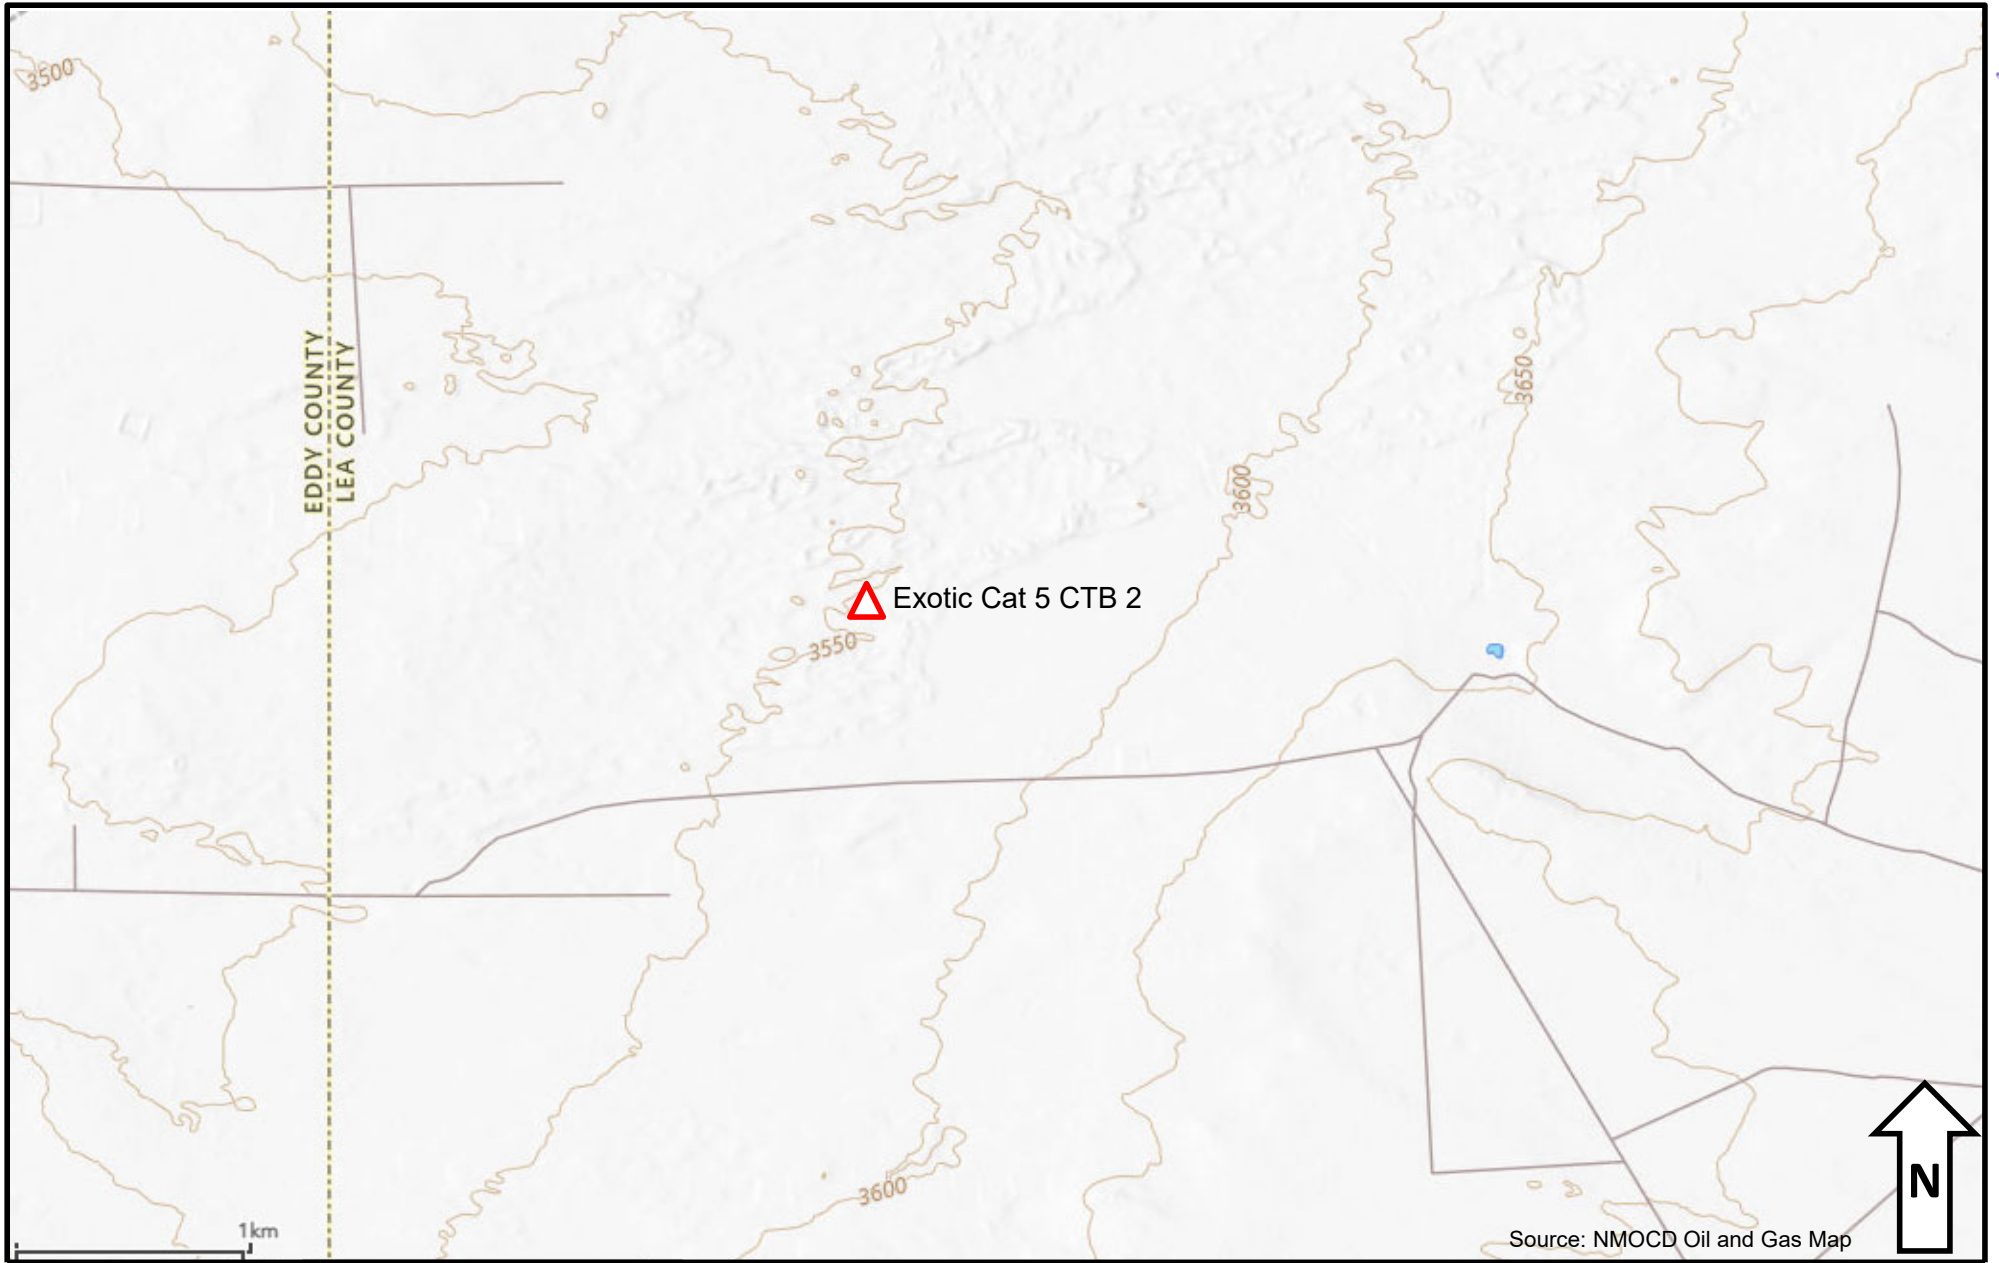 3500
EDDY COUNTY
LEA COUNTY
3650
3600
Exotic Cat 5 CTB 2
3550
3600
1km
Source: NMOCD Oil and Gas Map
N